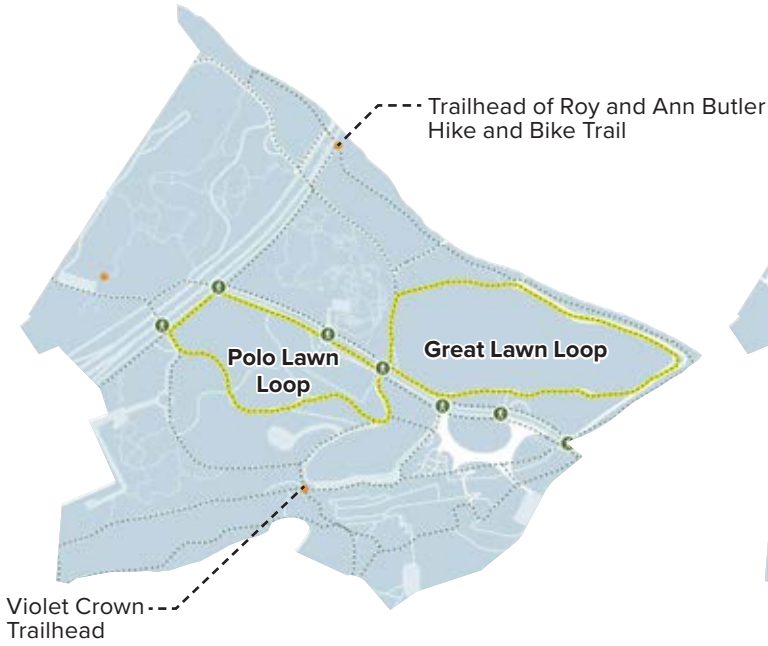 Trailhead of Roy and Ann Butler
Hike and Bike Trail
Polo Lawn
Loop
Great Lawn Loop
Violet Crown
Trailhead